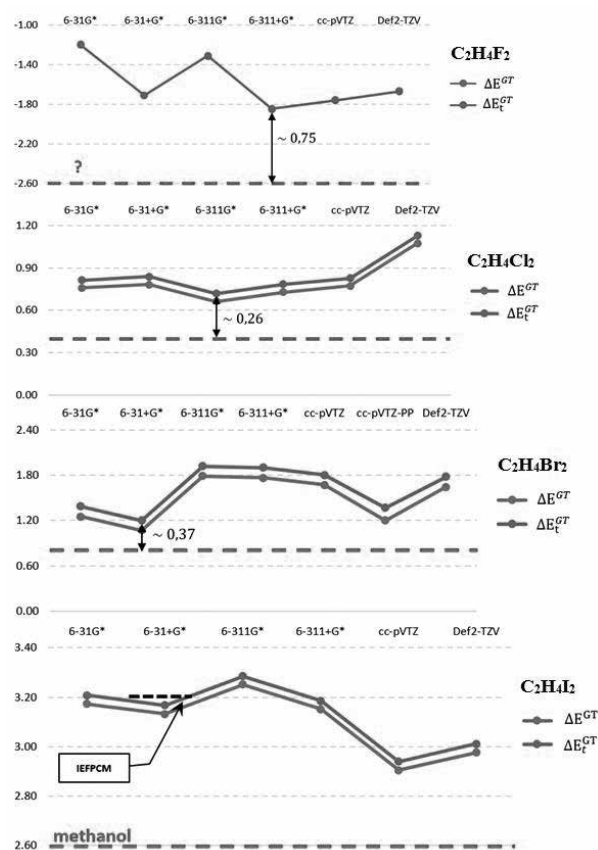 -1.00
6-31G* 6-31+G* 6-311G* 6-311+G* cc-pVTZ Def2-TZV
C₂H₄F₂
-1.40
ΔE^GT
-1.80
ΔE_t^GT
~ 0,75
-2.20
?
-2.60
1.20
6-31G* 6-31+G* 6-311G* 6-311+G* cc-pVTZ Def2-TZV
C₂H₄Cl₂
0.90
ΔE^GT
0.60
ΔE_t^GT
~ 0,26
0.30
0.00
6-31G* 6-31+G* 6-311G* 6-311+G* cc-pVTZ cc-pVTZ-PP Def2-TZV
2.40
C₂H₄Br₂
1.80
ΔE^GT
1.20
ΔE_t^GT
~ 0,37
0.60
0.00
6-31G* 6-31+G* 6-311G* 6-311+G* cc-pVTZ Def2-TZV
3.40
C₂H₄I₂
3.20
ΔE^GT
ΔE_t^GT
3.00
IEFPCM
2.80
methanol
2.60